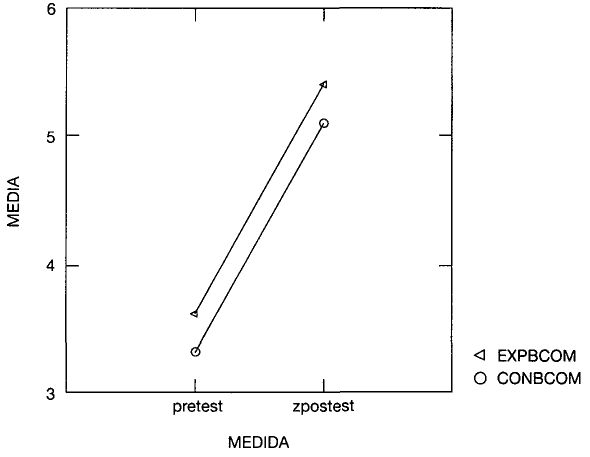 6
5
MEDIA
4
3
pretest zpostest
MEDIDA
EXPBCOM
CONBCOM